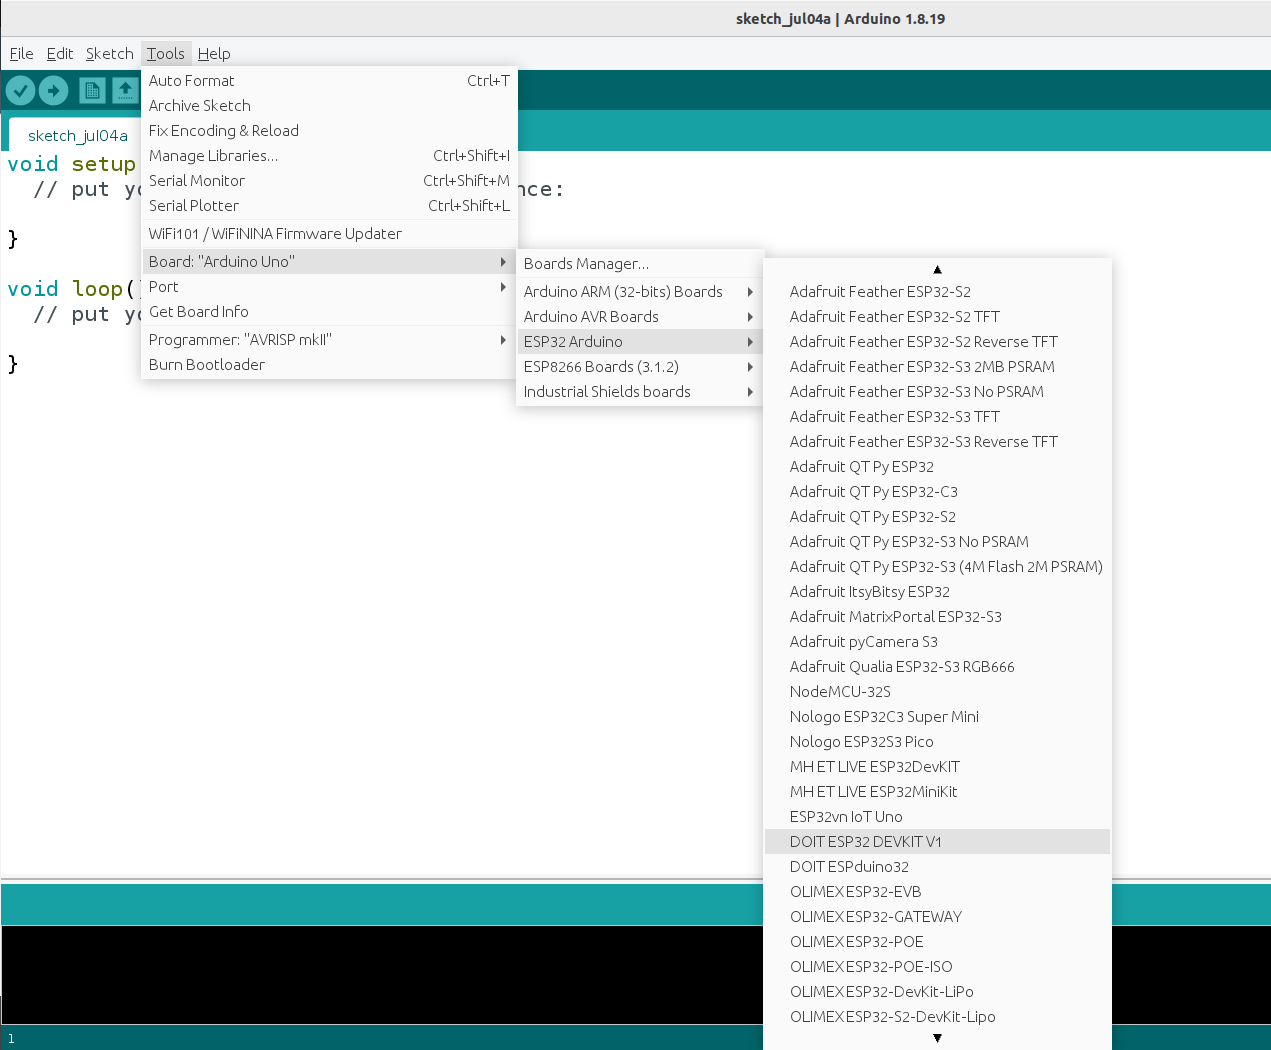 sketch_jul04a | Arduino 1.8.19
File Edit Sketch Tools Help
Auto Format Ctrl+T
Archive Sketch
Fix Encoding & Reload
Manage Libraries... Ctrl+Shift+I
Serial Monitor Ctrl+Shift+M
Serial Plotter Ctrl+Shift+L
WiFi101 / WiFiNINA Firmware Updater
Board: "Arduino Uno"
Port
Get Board Info
Programmer: "AVRISP mkII"
Burn Bootloader
sketch_jul04a
void setup
// put yo nce:
}
void loop()
// put yo
}
Boards Manager...
Arduino ARM (32-bits) Boards
Arduino AVR Boards
ESP32 Arduino
ESP8266 Boards (3.1.2)
Industrial Shields boards
Adafruit Feather ESP32-S2
Adafruit Feather ESP32-S2 TFT
Adafruit Feather ESP32-S2 Reverse TFT
Adafruit Feather ESP32-S3 2MB PSRAM
Adafruit Feather ESP32-S3 No PSRAM
Adafruit Feather ESP32-S3 TFT
Adafruit Feather ESP32-S3 Reverse TFT
Adafruit QT Py ESP32
Adafruit QT Py ESP32-C3
Adafruit QT Py ESP32-S2
Adafruit QT Py ESP32-S3 No PSRAM
Adafruit QT Py ESP32-S3 (4M Flash 2M PSRAM)
Adafruit ItsyBitsy ESP32
Adafruit MatrixPortal ESP32-S3
Adafruit pyCamera S3
Adafruit Qualia ESP32-S3 RGB666
NodeMCU-32S
Nologo ESP32C3 Super Mini
Nologo ESP32S3 Pico
MH ET LIVE ESP32DevKIT
MH ET LIVE ESP32MiniKit
ESP32vn IoT Uno
DOIT ESP32 DEVKIT V1
DOIT ESPduino32
OLIMEX ESP32-EVB
OLIMEX ESP32-GATEWAY
OLIMEX ESP32-POE
OLIMEX ESP32-POE-ISO
OLIMEX ESP32-DevKit-LiPo
OLIMEX ESP32-S2-DevKit-Lipo
1